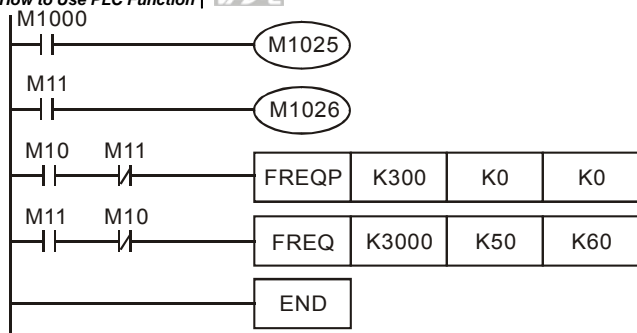 How to Use PLC Function |
M1000
M1025
M11
M1026
M10 M11
FREQP K300 K0 K0
M11 M10
FREQ K3000 K50 K60
END